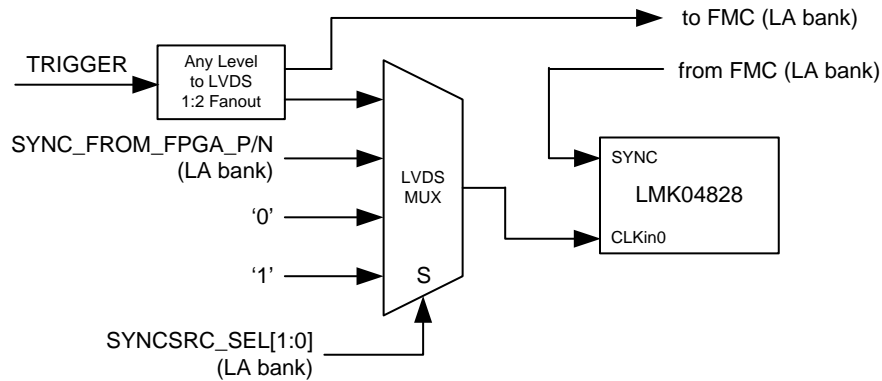 to FMC (LA bank)
TRIGGER
Any Level
to LVDS
1:2 Fanout
from FMC (LA bank)
SYNC_FROM_FPGA_P/N
(LA bank)
LVDS
MUX
SYNC
LMK04828
‘0’
CLKin0
‘1’
S
SYNCSRC_SEL[1:0]
(LA bank)